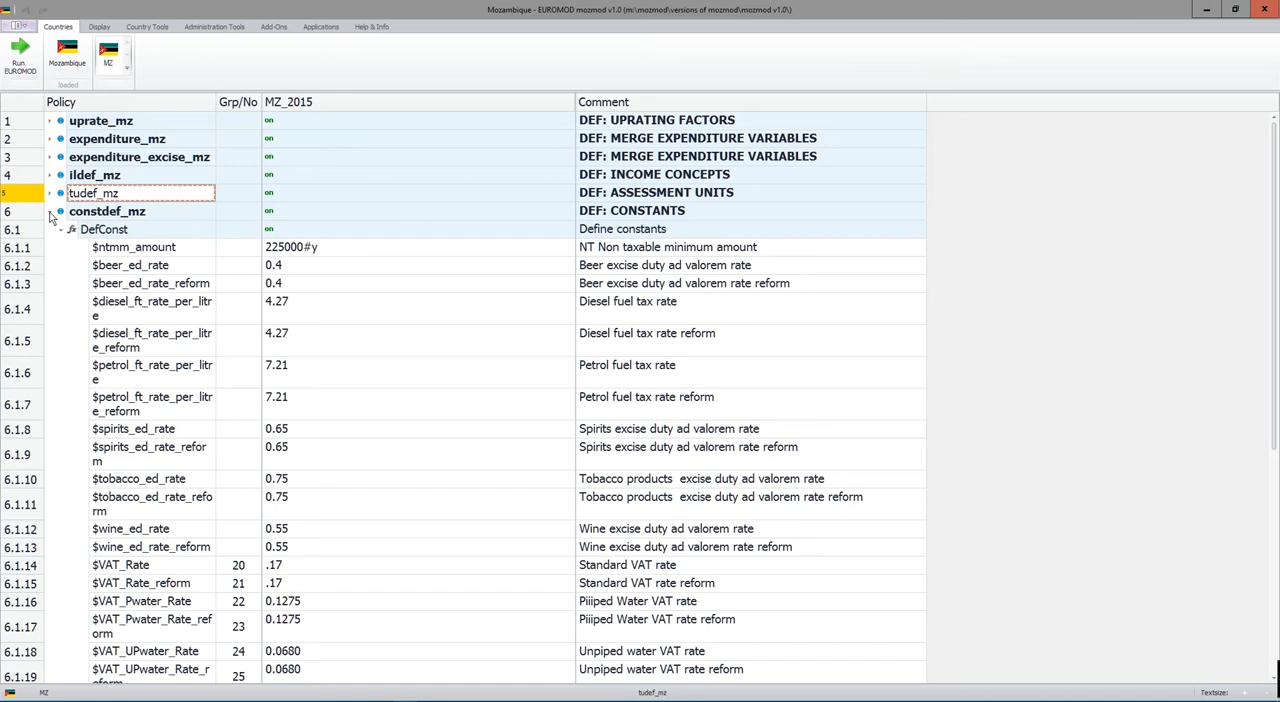 Mozambique - EUROMOD mozmod v1.0 (m:\mozmod\versions of mozmod\mozmod v1.0\)
Countries Display Country Tools Administration Tools Add-Ons Applications Help & Info
Run
EUROMOD
Mozambique
MZ
loaded
Policy Grp/No MZ_2015 Comment
1 uprate_mz on DEF: UPRATING FACTORS
2 expenditure_mz on DEF: MERGE EXPENDITURE VARIABLES
3 expenditure_excise_mz on DEF: MERGE EXPENDITURE VARIABLES
4 ildef_mz on DEF: INCOME CONCEPTS
5 tudef_mz on DEF: ASSESSMENT UNITS
6 constdef_mz on DEF: CONSTANTS
6.1 fx DefConst on Define constants
6.1.1 $ntmm_amount 225000#y NT Non taxable minimum amount
6.1.2 $beer_ed_rate 0.4 Beer excise duty ad valorem rate
6.1.3 $beer_ed_rate_reform 0.4 Beer excise duty ad valorem rate reform
6.1.4 $diesel_ft_rate_per_litr 4.27 Diesel fuel tax rate
e
6.1.5 $diesel_ft_rate_per_litr 4.27 Diesel fuel tax rate reform
e_reform
6.1.6 $petrol_ft_rate_per_litr 7.21 Petrol fuel tax rate
e
6.1.7 $petrol_ft_rate_per_litr 7.21 Petrol fuel tax rate reform
e_reform
6.1.8 $spirits_ed_rate 0.65 Spirits excise duty ad valorem rate
6.1.9 $spirits_ed_rate_refor 0.65 Spirits excise duty ad valorem rate reform
m
6.1.10 $tobacco_ed_rate 0.75 Tobacco products excise duty ad valorem rate
6.1.11 $tobacco_ed_rate_refo 0.75 Tobacco products excise duty ad valorem rate reform
rm
6.1.12 $wine_ed_rate 0.55 Wine excise duty ad valorem rate
6.1.13 $wine_ed_rate_reform 0.55 Wine excise duty ad valorem rate reform
6.1.14 $VAT_Rate 20 .17 Standard VAT rate
6.1.15 $VAT_Rate_reform 21 .17 Standard VAT rate reform
6.1.16 $VAT_Pwater_Rate 22 0.1275 Piiiped Water VAT rate
6.1.17 $VAT_Pwater_Rate_ref 23 0.1275 Piiiped Water VAT rate reform
orm
6.1.18 $VAT_UPwater_Rate 24 0.0680 Unpiped water VAT rate
6.1.19 $VAT_UPwater_Rate_r 25 0.0680 Unpiped water VAT rate reform
eform
MZ tudef_mz Textsize: + -